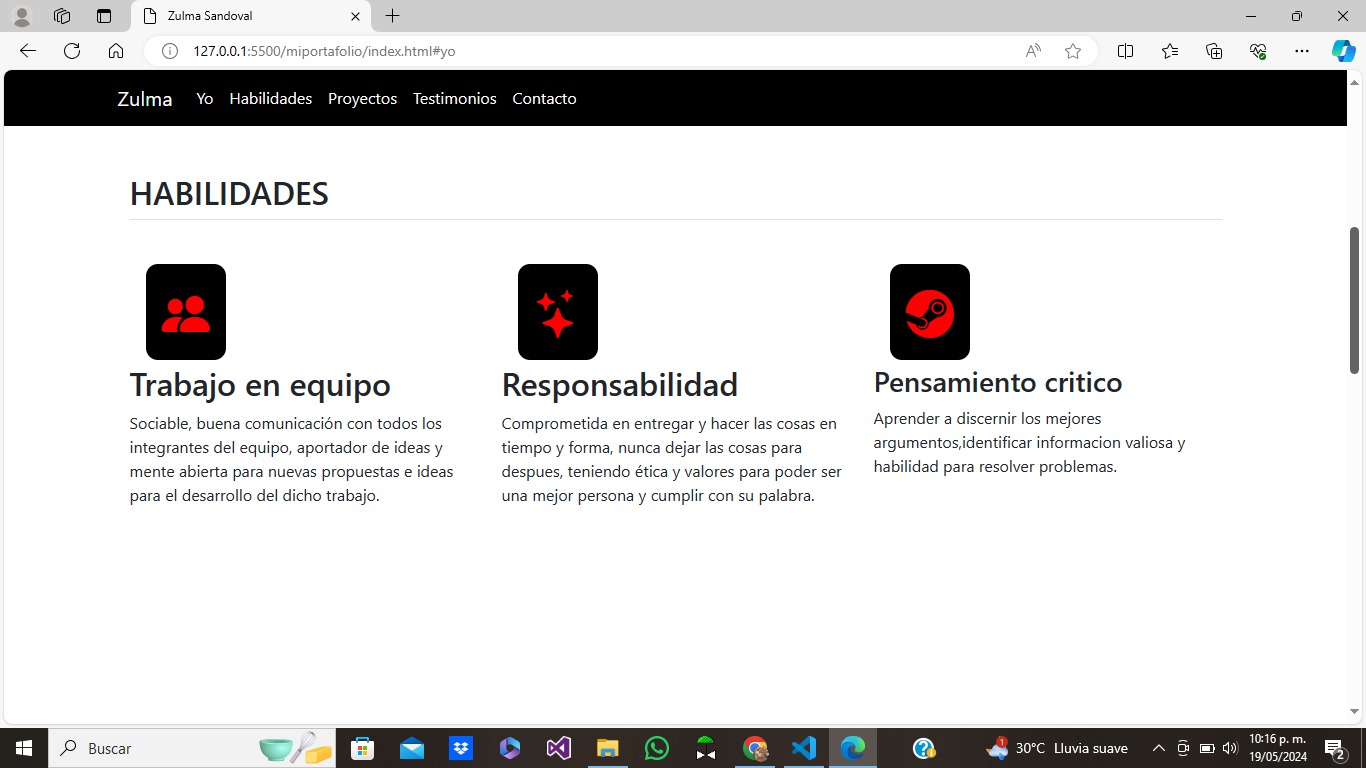 Zulma Sandoval
127.0.0.1:5500/miportafolio/index.html#yo
Zulma Yo Habilidades Proyectos Testimonios Contacto
HABILIDADES
Trabajo en equipo
Sociable, buena comunicación con todos los
integrantes del equipo, aportador de ideas y
mente abierta para nuevas propuestas e ideas
para el desarrollo del dicho trabajo.
Responsabilidad
Comprometida en entregar y hacer las cosas en
tiempo y forma, nunca dejar las cosas para
despues, teniendo ética y valores para poder ser
una mejor persona y cumplir con su palabra.
Pensamiento critico
Aprender a discernir los mejores
argumentos,identificar informacion valiosa y
habilidad para resolver problemas.
Buscar
1
30°C Lluvia suave
10:16 p. m.
19/05/2024
2